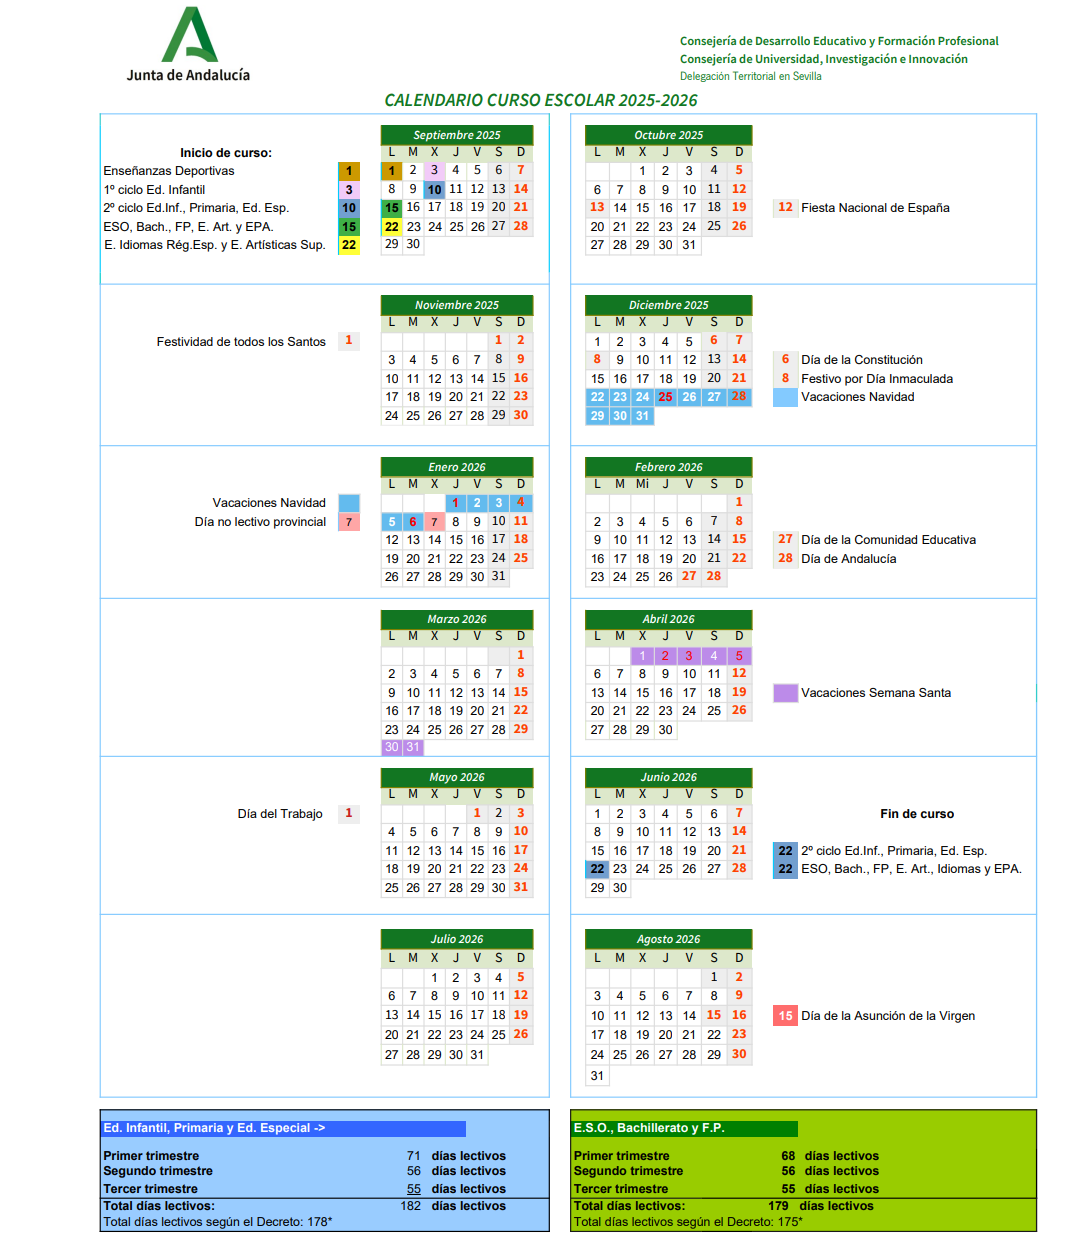 Junta de Andalucía
Consejería de Desarrollo Educativo y Formación Profesional
Consejería de Universidad, Investigación e Innovación
Delegación Territorial en Sevilla
CALENDARIO CURSO ESCOLAR 2025-2026
Inicio de curso:
Enseñanzas Deportivas 1
1º ciclo Ed. Infantil 3
2º ciclo Ed.Inf., Primaria, Ed. Esp. 10
ESO, Bach., FP, E. Art. y EPA. 15
E. Idiomas Rég.Esp. y E. Artísticas Sup. 22
Septiembre 2025
L M X J V S D
1 2 3 4 5 6 7
8 9 10 11 12 13 14
15 16 17 18 19 20 21
22 23 24 25 26 27 28
29 30
Octubre 2025
L M X J V S D
1 2 3 4 5
6 7 8 9 10 11 12
13 14 15 16 17 18 19
20 21 22 23 24 25 26
27 28 29 30 31
12 Fiesta Nacional de España
Festividad de todos los Santos 1
Noviembre 2025
L M X J V S D
1 2
3 4 5 6 7 8 9
10 11 12 13 14 15 16
17 18 19 20 21 22 23
24 25 26 27 28 29 30
Diciembre 2025
L M X J V S D
1 2 3 4 5 6 7
8 9 10 11 12 13 14
15 16 17 18 19 20 21
22 23 24 25 26 27 28
29 30 31
6 Día de la Constitución
8 Festivo por Día Inmaculada
Vacaciones Navidad
Vacaciones Navidad
Día no lectivo provincial 7
Enero 2026
L M X J V S D
1 2 3 4
5 6 7 8 9 10 11
12 13 14 15 16 17 18
19 20 21 22 23 24 25
26 27 28 29 30 31
Febrero 2026
L M Mi J V S D
1
2 3 4 5 6 7 8
9 10 11 12 13 14 15
16 17 18 19 20 21 22
23 24 25 26 27 28
27 Día de la Comunidad Educativa
28 Día de Andalucía
Marzo 2026
L M X J V S D
1
2 3 4 5 6 7 8
9 10 11 12 13 14 15
16 17 18 19 20 21 22
23 24 25 26 27 28 29
30 31
Abril 2026
L M X J V S D
1 2 3 4 5
6 7 8 9 10 11 12
13 14 15 16 17 18 19
20 21 22 23 24 25 26
27 28 29 30
Vacaciones Semana Santa
Día del Trabajo 1
Mayo 2026
L M X J V S D
1 2 3
4 5 6 7 8 9 10
11 12 13 14 15 16 17
18 19 20 21 22 23 24
25 26 27 28 29 30 31
Junio 2026
L M X J V S D
1 2 3 4 5 6 7
8 9 10 11 12 13 14
15 16 17 18 19 20 21
22 23 24 25 26 27 28
29 30
Fin de curso
22 2º ciclo Ed.Inf., Primaria, Ed. Esp.
22 ESO, Bach., FP, E. Art., Idiomas y EPA.
Julio 2026
L M X J V S D
1 2 3 4 5
6 7 8 9 10 11 12
13 14 15 16 17 18 19
20 21 22 23 24 25 26
27 28 29 30 31
Agosto 2026
L M X J V S D
1 2
3 4 5 6 7 8 9
10 11 12 13 14 15 16
17 18 19 20 21 22 23
24 25 26 27 28 29 30
31
15 Día de la Asunción de la Virgen
Ed. Infantil, Primaria y Ed. Especial ->
Primer trimestre 71 días lectivos
Segundo trimestre 56 días lectivos
Tercer trimestre 55 días lectivos
Total días lectivos: 182 días lectivos
Total días lectivos según el Decreto: 178*
E.S.O., Bachillerato y F.P.
Primer trimestre 68 días lectivos
Segundo trimestre 56 días lectivos
Tercer trimestre 55 días lectivos
Total días lectivos: 179 días lectivos
Total días lectivos según el Decreto: 175*